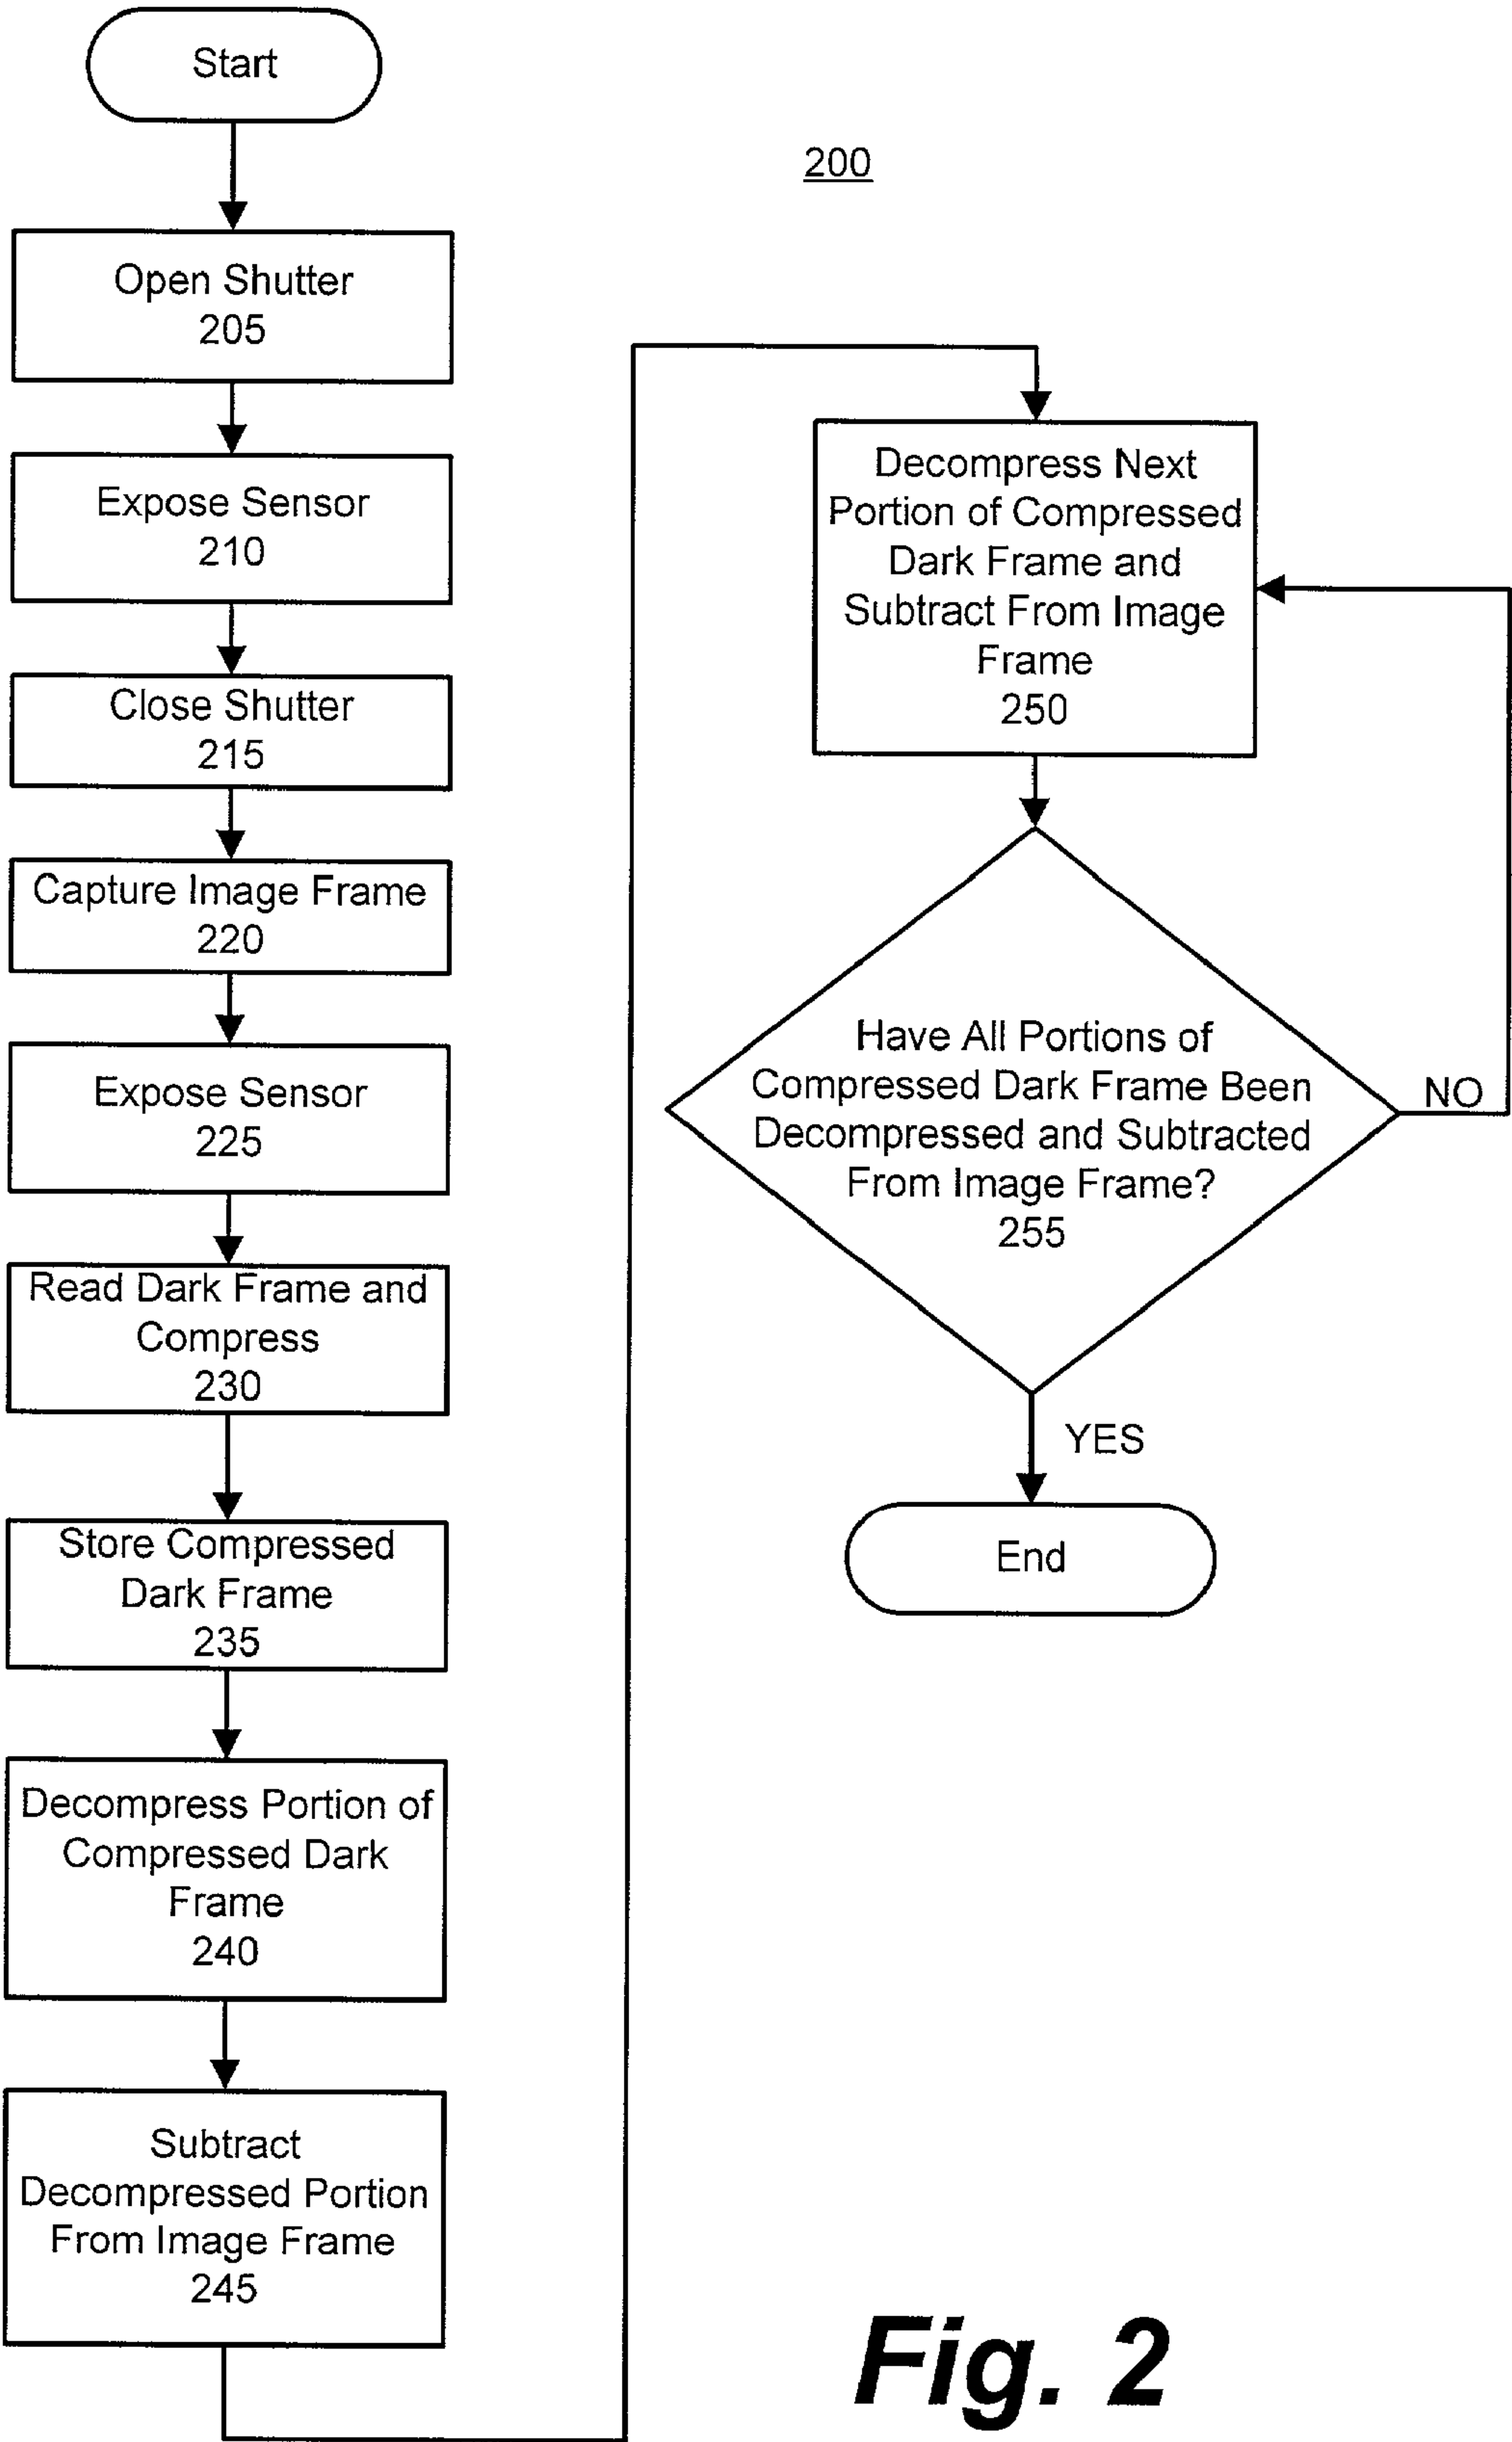 Start
200
Open Shutter
205
Expose Sensor
210
Close Shutter
215
Capture Image Frame
220
Expose Sensor
225
Read Dark Frame and
Compress
230
Store Compressed
Dark Frame
235
Decompress Portion of
Compressed Dark
Frame
240
Subtract
Decompressed Portion
From Image Frame
245
Decompress Next
Portion of Compressed
Dark Frame and
Subtract From Image
Frame
250
Have All Portions of
Compressed Dark Frame Been
Decompressed and Subtracted
From Image Frame?
255
NO
YES
End
Fig. 2